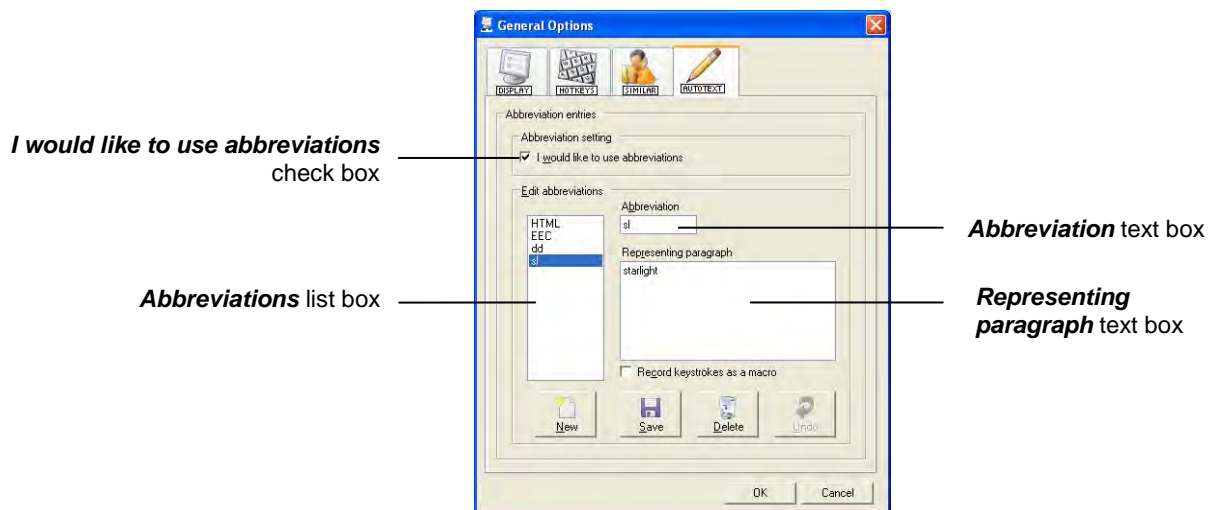 General Options
DISPLAY
HOTKEYS
SIMILAR
AUTOTEXT
Abbreviation entries
Abbreviation setting
I would like to use abbreviations
I would like to use abbreviations
check box
Edit abbreviations
Abbreviation
HTML
EEC
dd
sl
sl
Abbreviation text box
Representing paragraph
starlight
Abbreviations list box
Representing
paragraph text box
Record keystrokes as a macro
New
Save
Delete
Undo
OK
Cancel